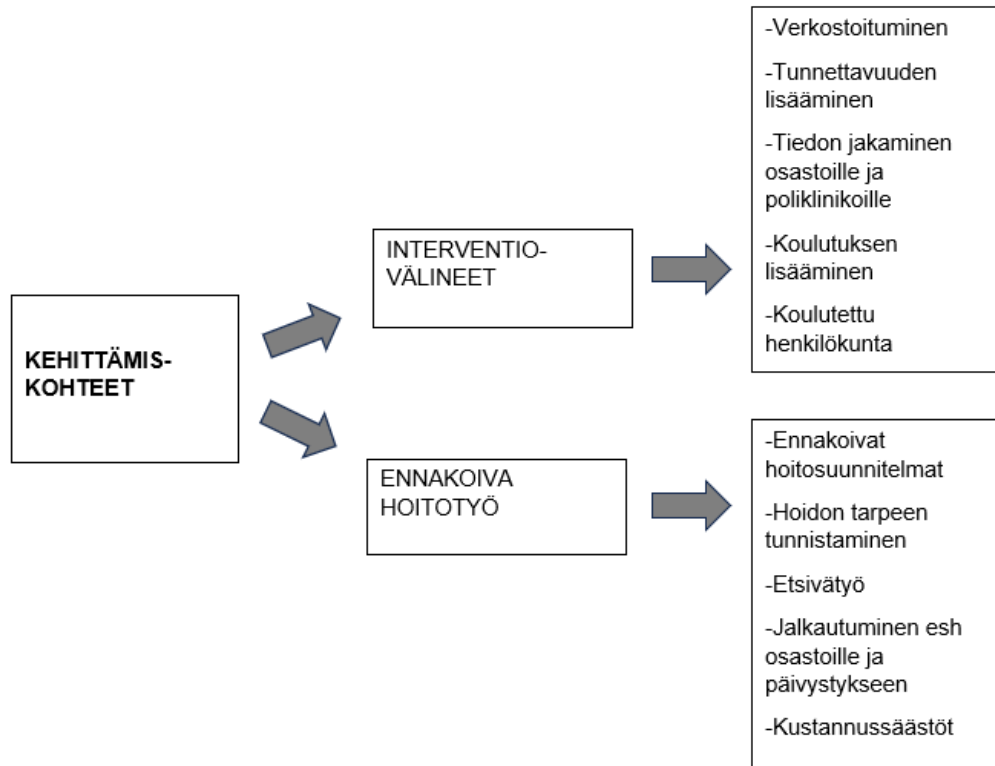 KEHITTÄMIS-
KOHTEET
INTERVENTIO-
VÄLINEET
-Verkostoituminen
-Tunnettavuuden
lisääminen
-Tiedon jakaminen
osastoille ja
poliklinikoille
-Koulutuksen
lisääminen
-Koulutettu
henkilökunta
ENNAKOIVA
HOITOTYÖ
-Ennakoivat
hoitosuunnitelmat
-Hoidon tarpeen
tunnistaminen
-Etsivätyö
-Jalkautuminen esh
osastoille ja
päivystykseen
-Kustannussäästöt